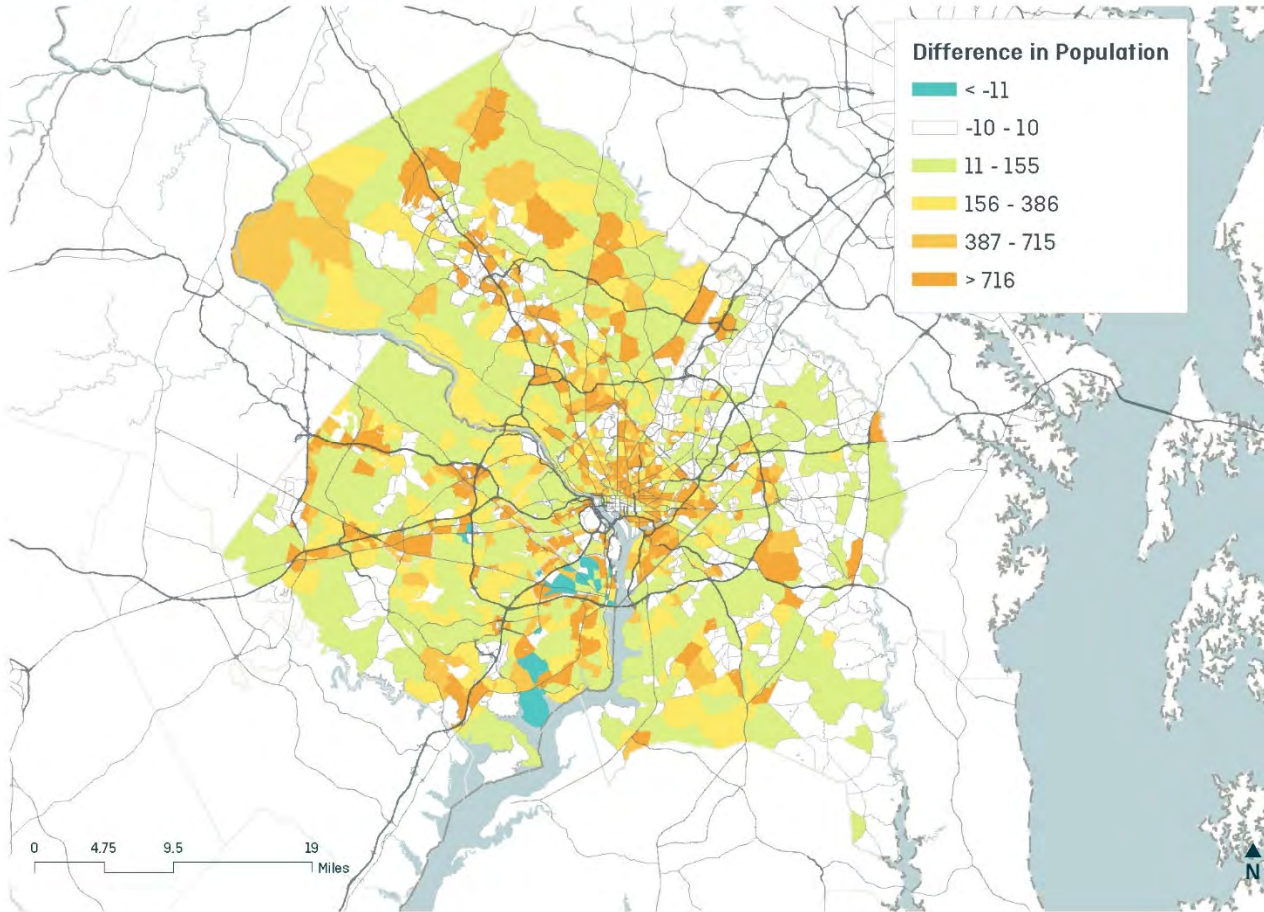 Difference in Population
< -11
-10 - 10
11 - 155
156 - 386
387 - 715
> 716
0 4.75 9.5 19
Miles
N